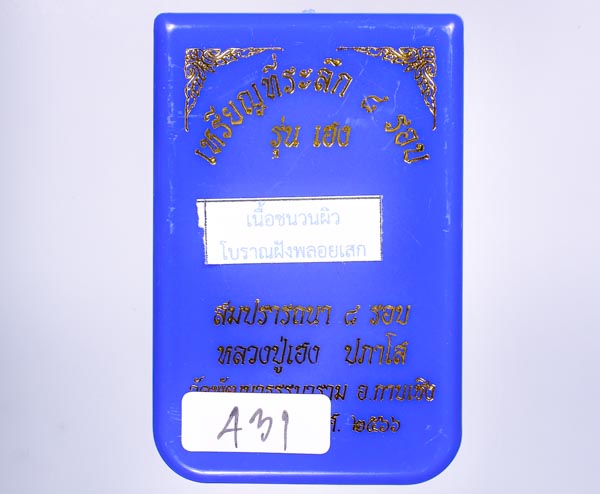 เหรียญที่ระลึก ๘ รอบ
รุ่น เฮง
เนื้อชนวนผิว
โบราณฝังพลอยเสก
สมปรารถนา ๘ รอบ
หลวงปู่เฮง ปภาโส
อ.กาบเชิง
๒๕๖๖
431